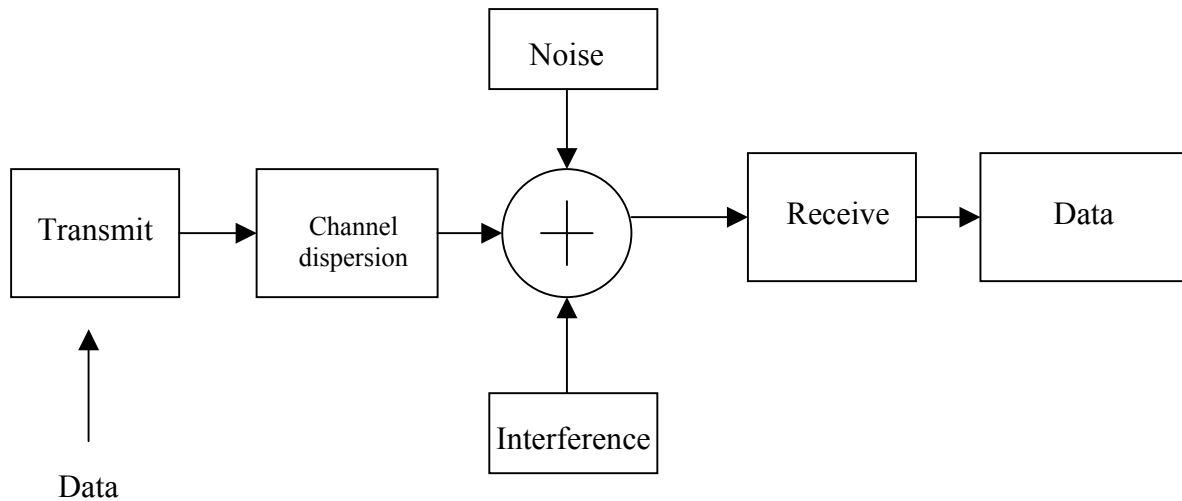 Noise
Transmit
Channel
dispersion
Receive
Data
Interference
Data